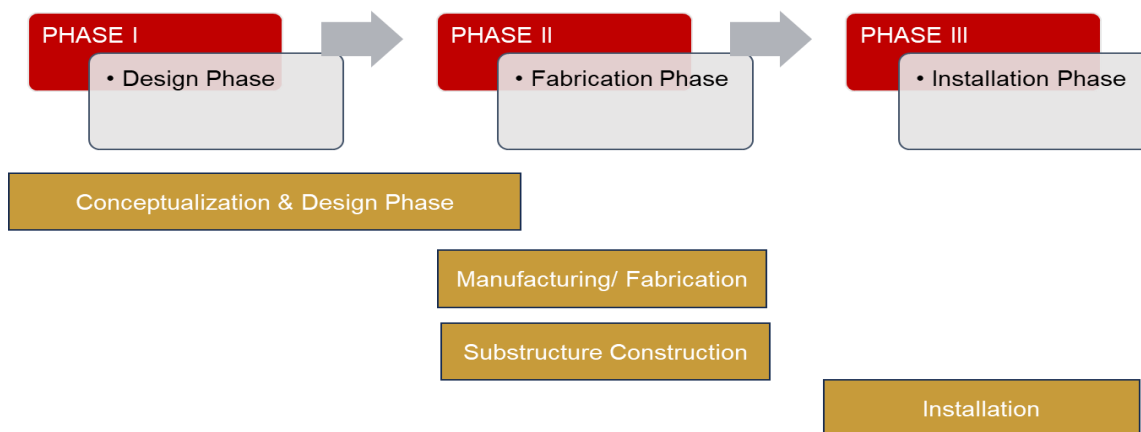 PHASE I
• Design Phase
PHASE II
• Fabrication Phase
PHASE III
• Installation Phase
Conceptualization & Design Phase
Manufacturing/ Fabrication
Substructure Construction
Installation